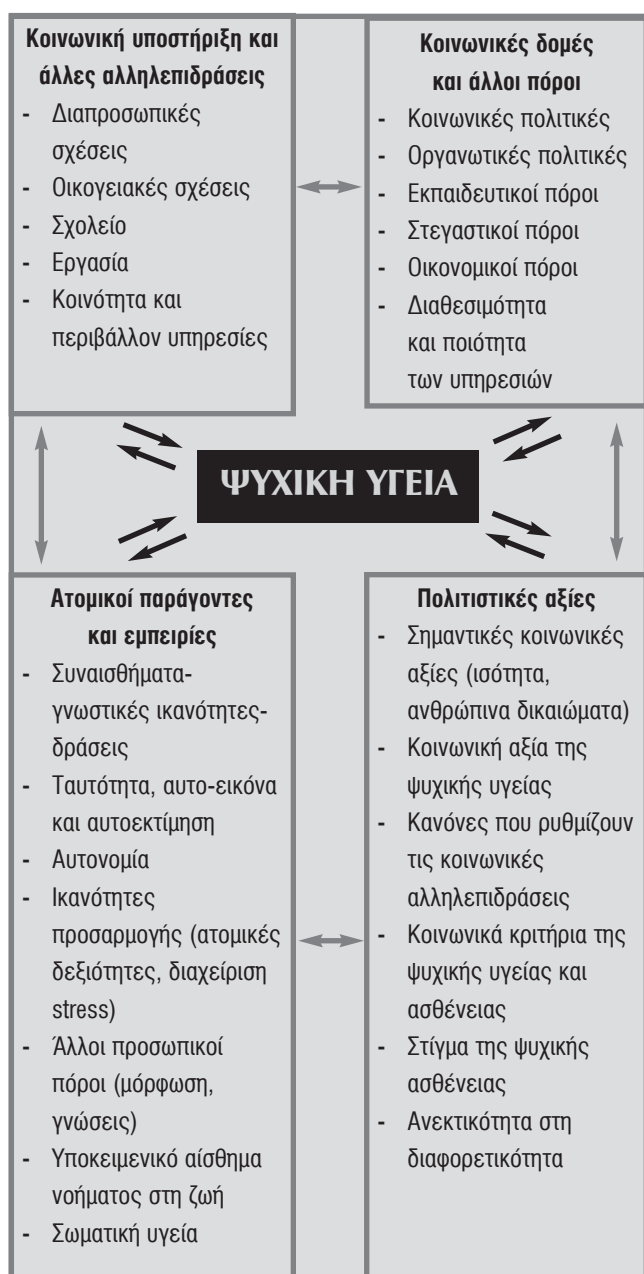 Κοινωνική υποστήριξη και
άλλες αλληλεπιδράσεις
- Διαπροσωπικές
σχέσεις
- Οικογειακές σχέσεις
- Σχολείο
- Εργασία
- Κοινότητα και
περιβάλλον υπηρεσίες
Κοινωνικές δομές
και άλλοι πόροι
- Κοινωνικές πολιτικές
- Οργανωτικές πολιτικές
- Εκπαιδευτικοί πόροι
- Στεγαστικοί πόροι
- Οικονομικοί πόροι
- Διαθεσιμότητα
και ποιότητα
των υπηρεσιών
ΨΥΧΙΚΗ ΥΓΕΙΑ
Ατομικοί παράγοντες
και εμπειρίες
- Συναισθήματα-
γνωστικές ικανότητες-
δράσεις
- Ταυτότητα, αυτο-εικόνα
και αυτοεκτίμηση
- Αυτονομία
- Ικανότητες
προσαρμογής (ατομικές
δεξιότητες, διαχείριση
stress)
- Άλλοι προσωπικοί
πόροι (μόρφωση,
γνώσεις)
- Υποκειμενικό αίσθημα
νοήματος στη ζωή
- Σωματική υγεία
Πολιτιστικές αξίες
- Σημαντικές κοινωνικές
αξίες (ισότητα,
ανθρώπινα δικαιώματα)
- Κοινωνική αξία της
ψυχικής υγείας
- Κανόνες που ρυθμίζουν
τις κοινωνικές
αλληλεπιδράσεις
- Κοινωνικά κριτήρια της
ψυχικής υγείας και
ασθένειας
- Στίγμα της ψυχικής
ασθένειας
- Ανεκτικότητα στη
διαφορετικότητα